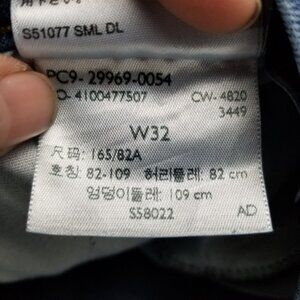 S51077 SML DL
PC9- 29969-0054
O- 4100477507 CW- 4820
3449
W32
尺码: 165/82A
호칭: 82-109 허리둘레: 82 cm
엉덩이둘레: 109 cm
S58022 AD